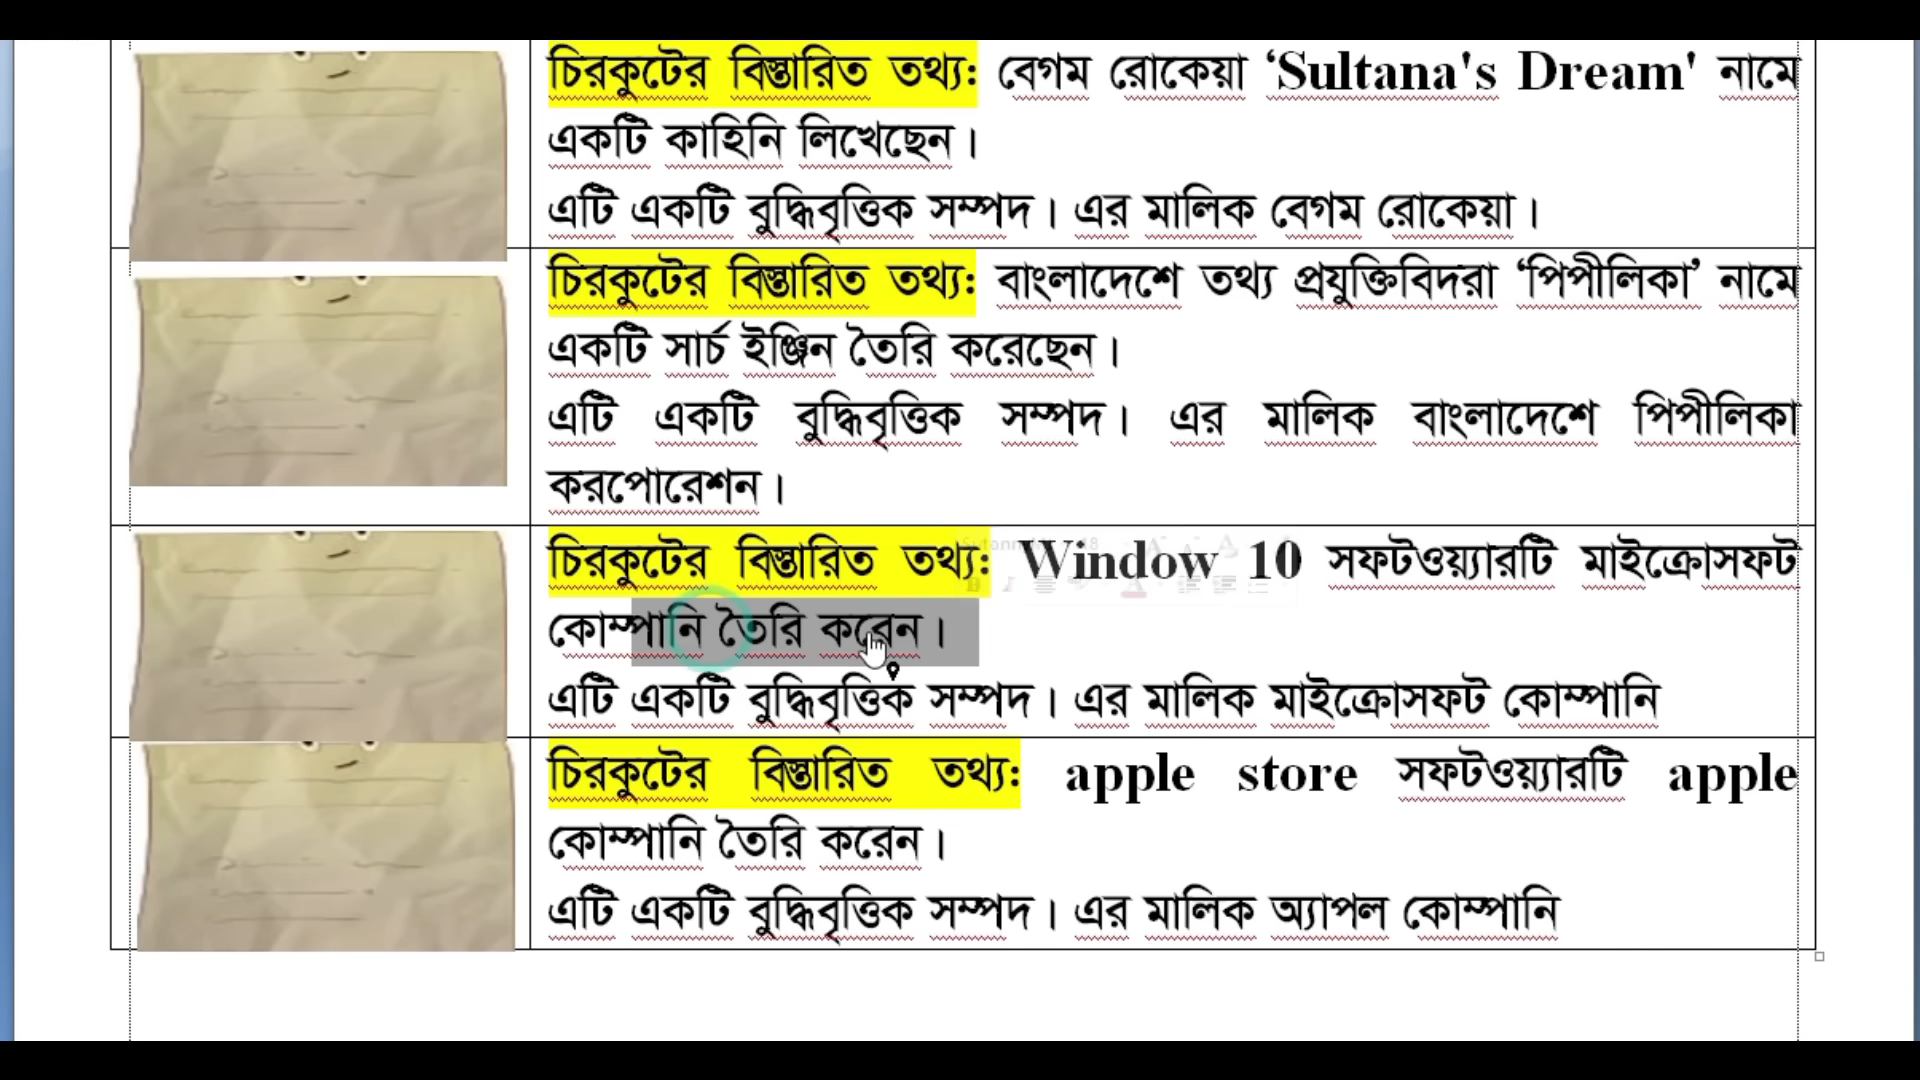 চিরকুটের বিস্তারিত তথ্য: বেগম রোকেয়া ‘Sultana's Dream' নামে
একটি কাহিনি লিখেছেন।
এটি একটি বুদ্ধিবৃত্তিক সম্পদ। এর মালিক বেগম রোকেয়া।
চিরকুটের বিস্তারিত তথ্য: বাংলাদেশে তথ্য প্রযুক্তিবিদরা ‘পিপীলিকা’ নামে
একটি সার্চ ইঞ্জিন তৈরি করেছেন।
এটি একটি বুদ্ধিবৃত্তিক সম্পদ। এর মালিক বাংলাদেশে পিপীলিকা
করপোরেশন।
চিরকুটের বিস্তারিত তথ্য: Window 10 সফটওয়্যারটি মাইক্রোসফট
কোম্পানি তৈরি করেন।
এটি একটি বুদ্ধিবৃত্তিক সম্পদ। এর মালিক মাইক্রোসফট কোম্পানি
চিরকুটের বিস্তারিত তথ্য: apple store সফটওয়্যারটি apple
কোম্পানি তৈরি করেন।
এটি একটি বুদ্ধিবৃত্তিক সম্পদ। এর মালিক অ্যাপল কোম্পানি